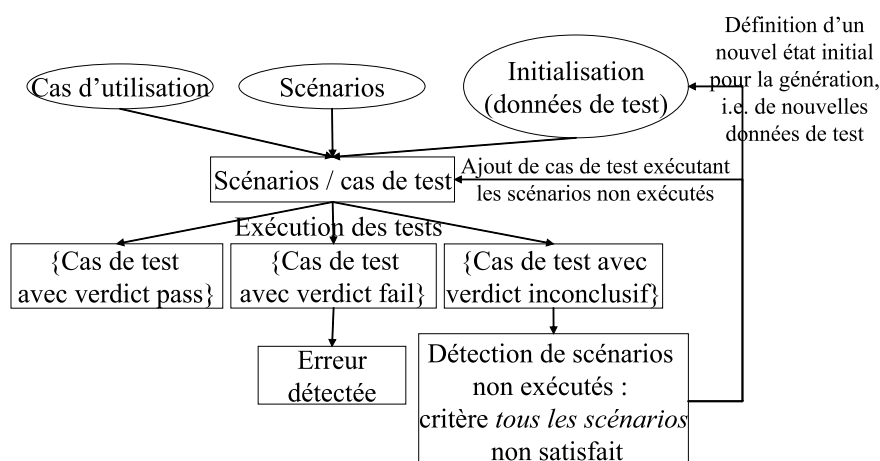 Définition d’un
nouvel état initial
pour la génération,
i.e. de nouvelles
données de test
Cas d’utilisation
Scénarios
Initialisation
(données de test)
Scénarios / cas de test
Ajout de cas de test exécutant
les scénarios non exécutés
Exécution des tests
{Cas de test
avec verdict pass}
{Cas de test
avec verdict fail}
{Cas de test avec
verdict inconclusif}
Erreur
détectée
Détection de scénarios
non exécutés :
critère tous les scénarios
non satisfait